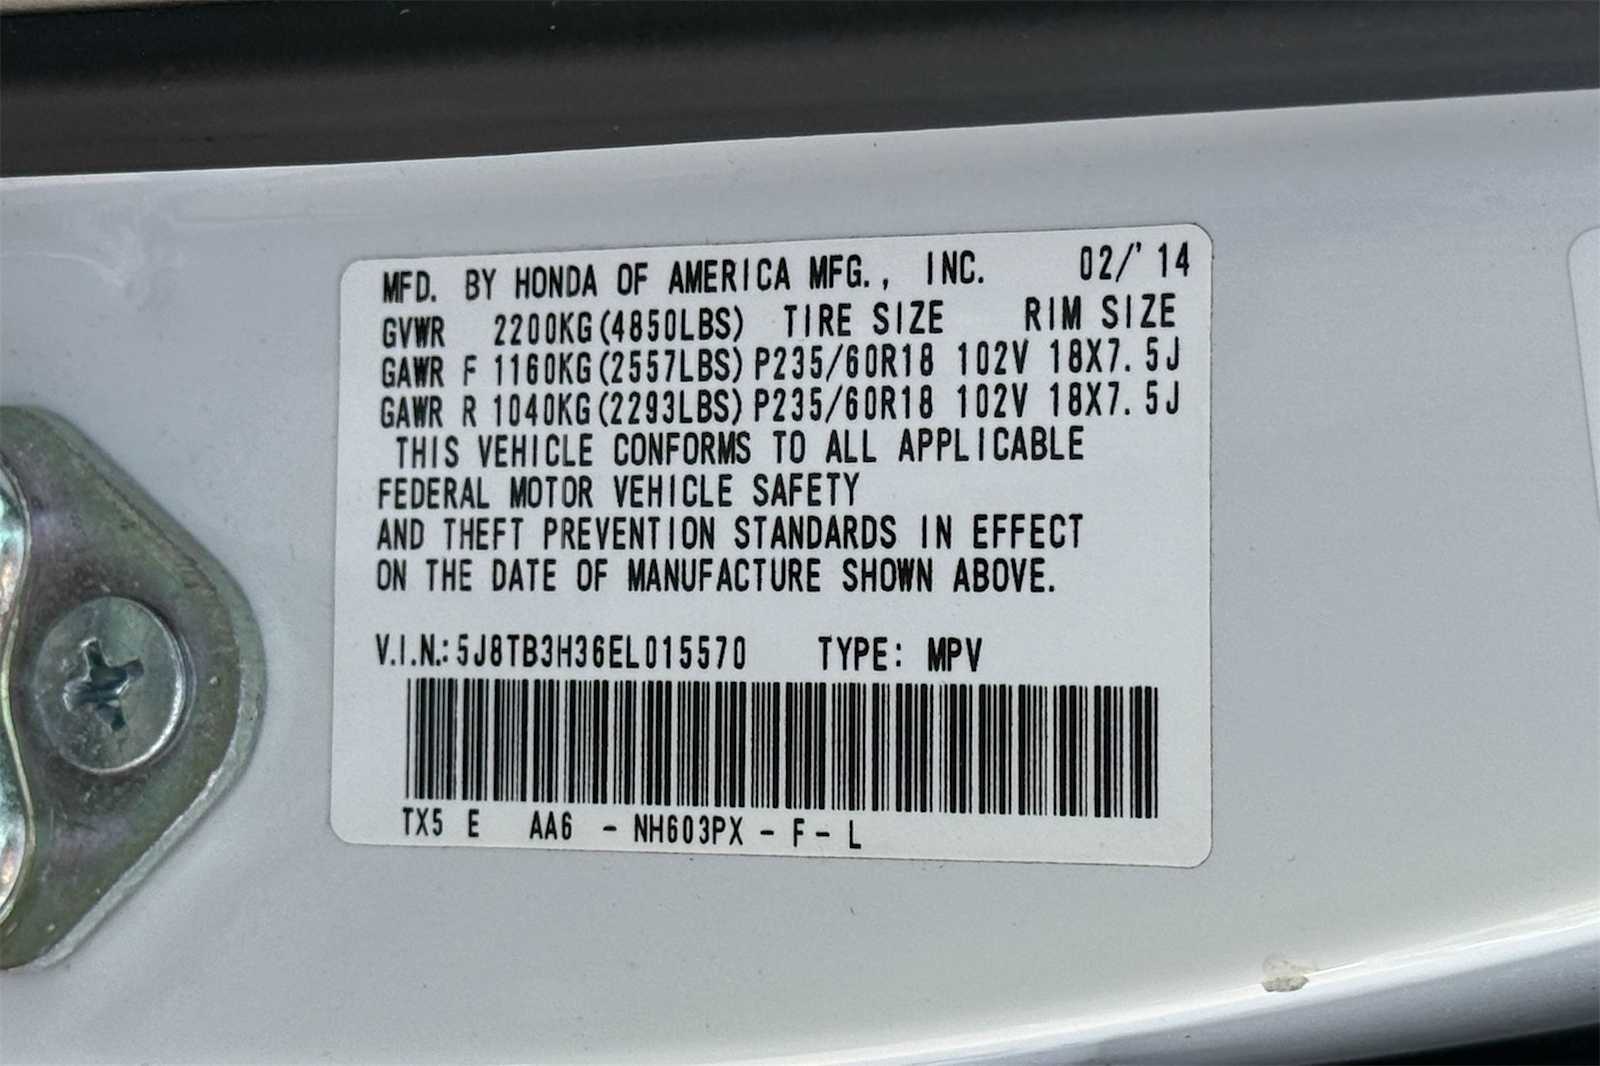 MFD. BY HONDA OF AMERICA MFG., INC. 02/'14
GVWR 2200KG(4850LBS) TIRE SIZE RIM SIZE
GAWR F 1160KG(2557LBS) P235/60R18 102V 18X7.5J
GAWR R 1040KG(2293LBS) P235/60R18 102V 18X7.5J
THIS VEHICLE CONFORMS TO ALL APPLICABLE
FEDERAL MOTOR VEHICLE SAFETY
AND THEFT PREVENTION STANDARDS IN EFFECT
ON THE DATE OF MANUFACTURE SHOWN ABOVE.
V.I.N.: 5J8TB3H36EL015570 TYPE: MPV
TX5 E AA6 - NH603PX - F - L